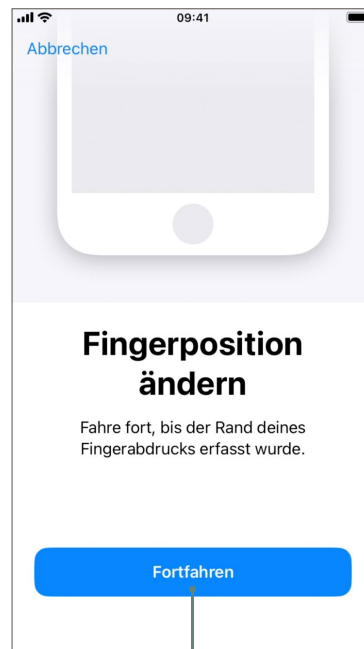 09:41
Abbrechen
Fingerposition
ändern
Fahre fort, bis der Rand deines
Fingerabdrucks erfasst wurde.
Fortfahren